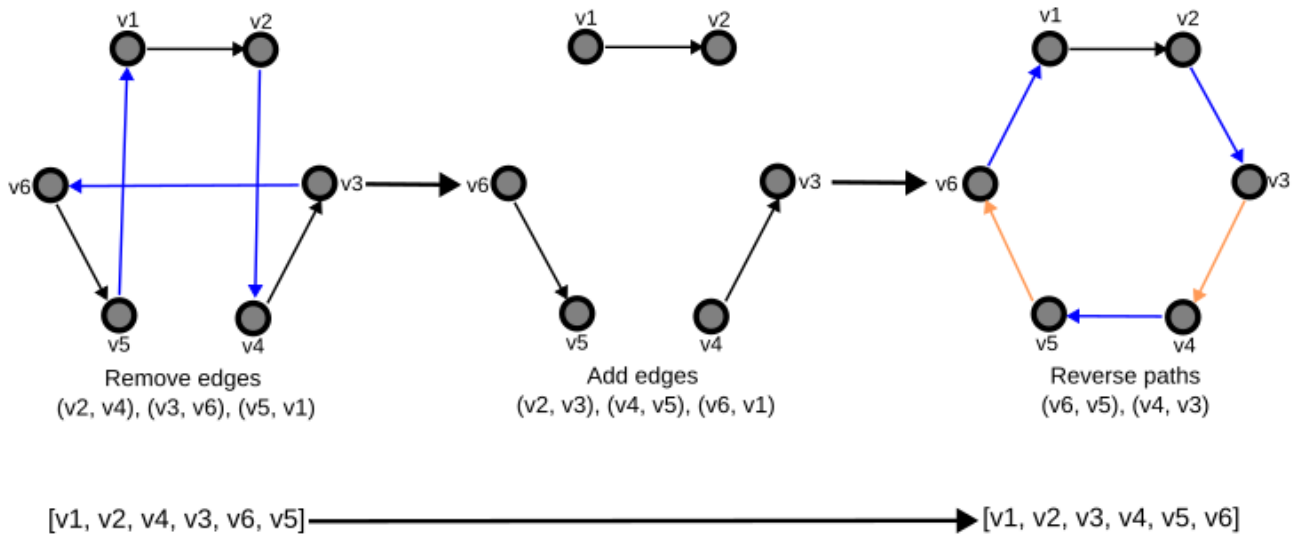 v1 v2 v1 v2 v1 v2
v6 v3 v6 v3 v6 v3
v5 v4 v5 v4 v5 v4
Remove edges Add edges Reverse paths
(v2, v4), (v3, v6), (v5, v1) (v2, v3), (v4, v5), (v6, v1) (v6, v5), (v4, v3)
[v1, v2, v4, v3, v6, v5] [v1, v2, v3, v4, v5, v6]